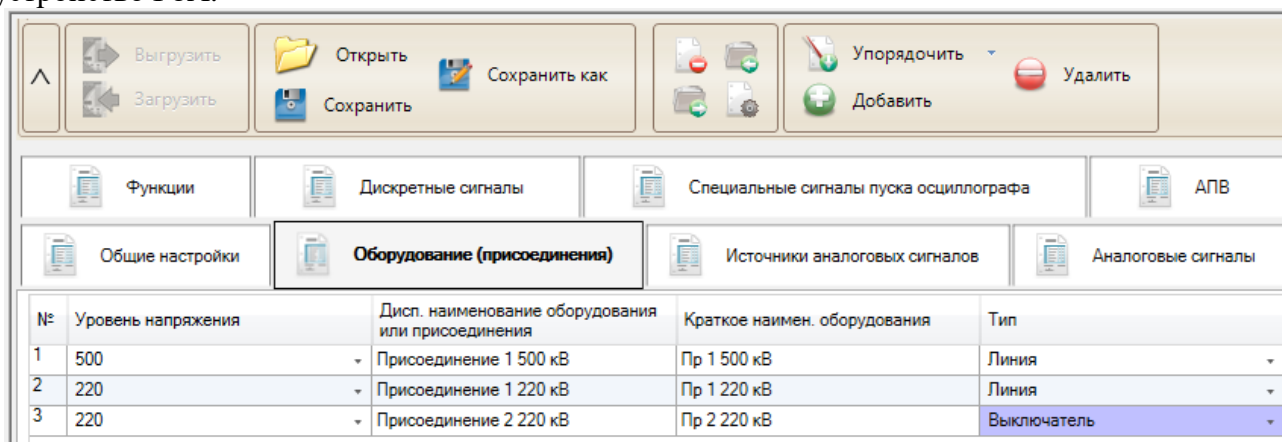 Выгрузить
Загрузить
Открыть
Сохранить
Сохранить как
Упорядочить
Добавить
Удалить
Функции
Дискретные сигналы
Специальные сигналы пуска осциллографа
АПВ
Общие настройки
Оборудование (присоединения)
Источники аналоговых сигналов
Аналоговые сигналы
№ Уровень напряжения Дисп. наименование оборудования или присоединения Краткое наимен. оборудования Тип
1 500 Присоединение 1 500 кВ Пр 1 500 кВ Линия
2 220 Присоединение 1 220 кВ Пр 1 220 кВ Линия
3 220 Присоединение 2 220 кВ Пр 2 220 кВ Выключатель